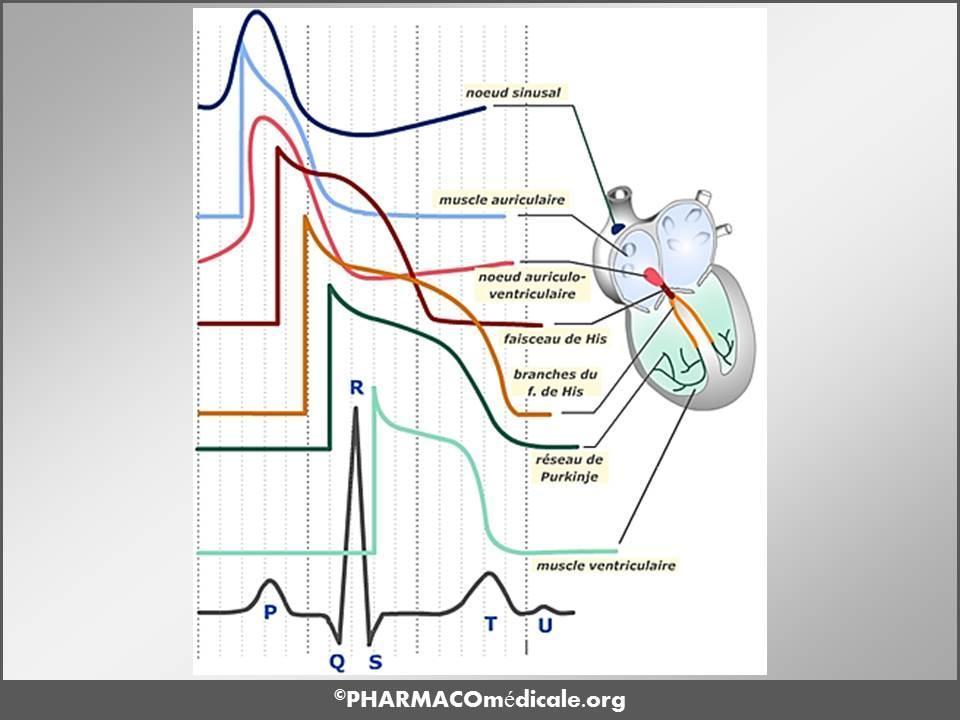 noeud sinusal
muscle auriculaire
noeud auriculo-
ventriculaire
faisceau de His
branches du
f. de His
R
réseau de
Purkinje
muscle ventriculaire
P
T
U
Q
S
©PHARMACOmédicale.org